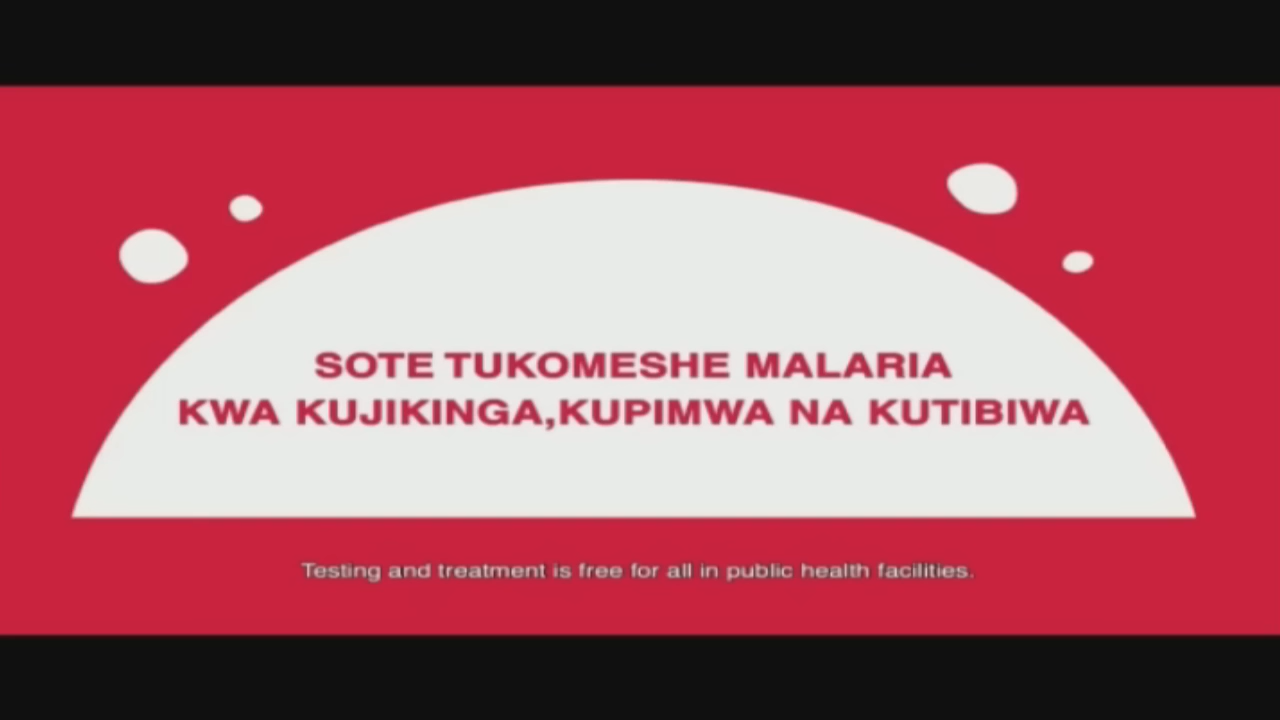 SOTE TUKOMESHE MALARIA
KWA KUJIKINGA,KUPIMWA NA KUTIBIWA
Testing and treatment is free for all in public health facilities.